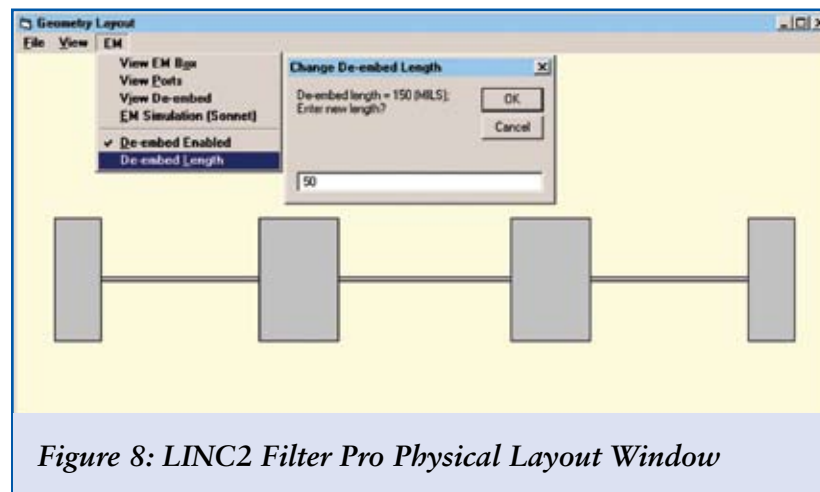 Geometry Layout
File View EM
View EM Box
View Ports
View De-embed
EM Simulation (Sonnet)
✓ De-embed Enabled
De-embed Length
Change De-embed Length
De-embed length = 150 (MILS);
Enter new length?
OK
Cancel
50
Figure 8: LINC2 Filter Pro Physical Layout Window